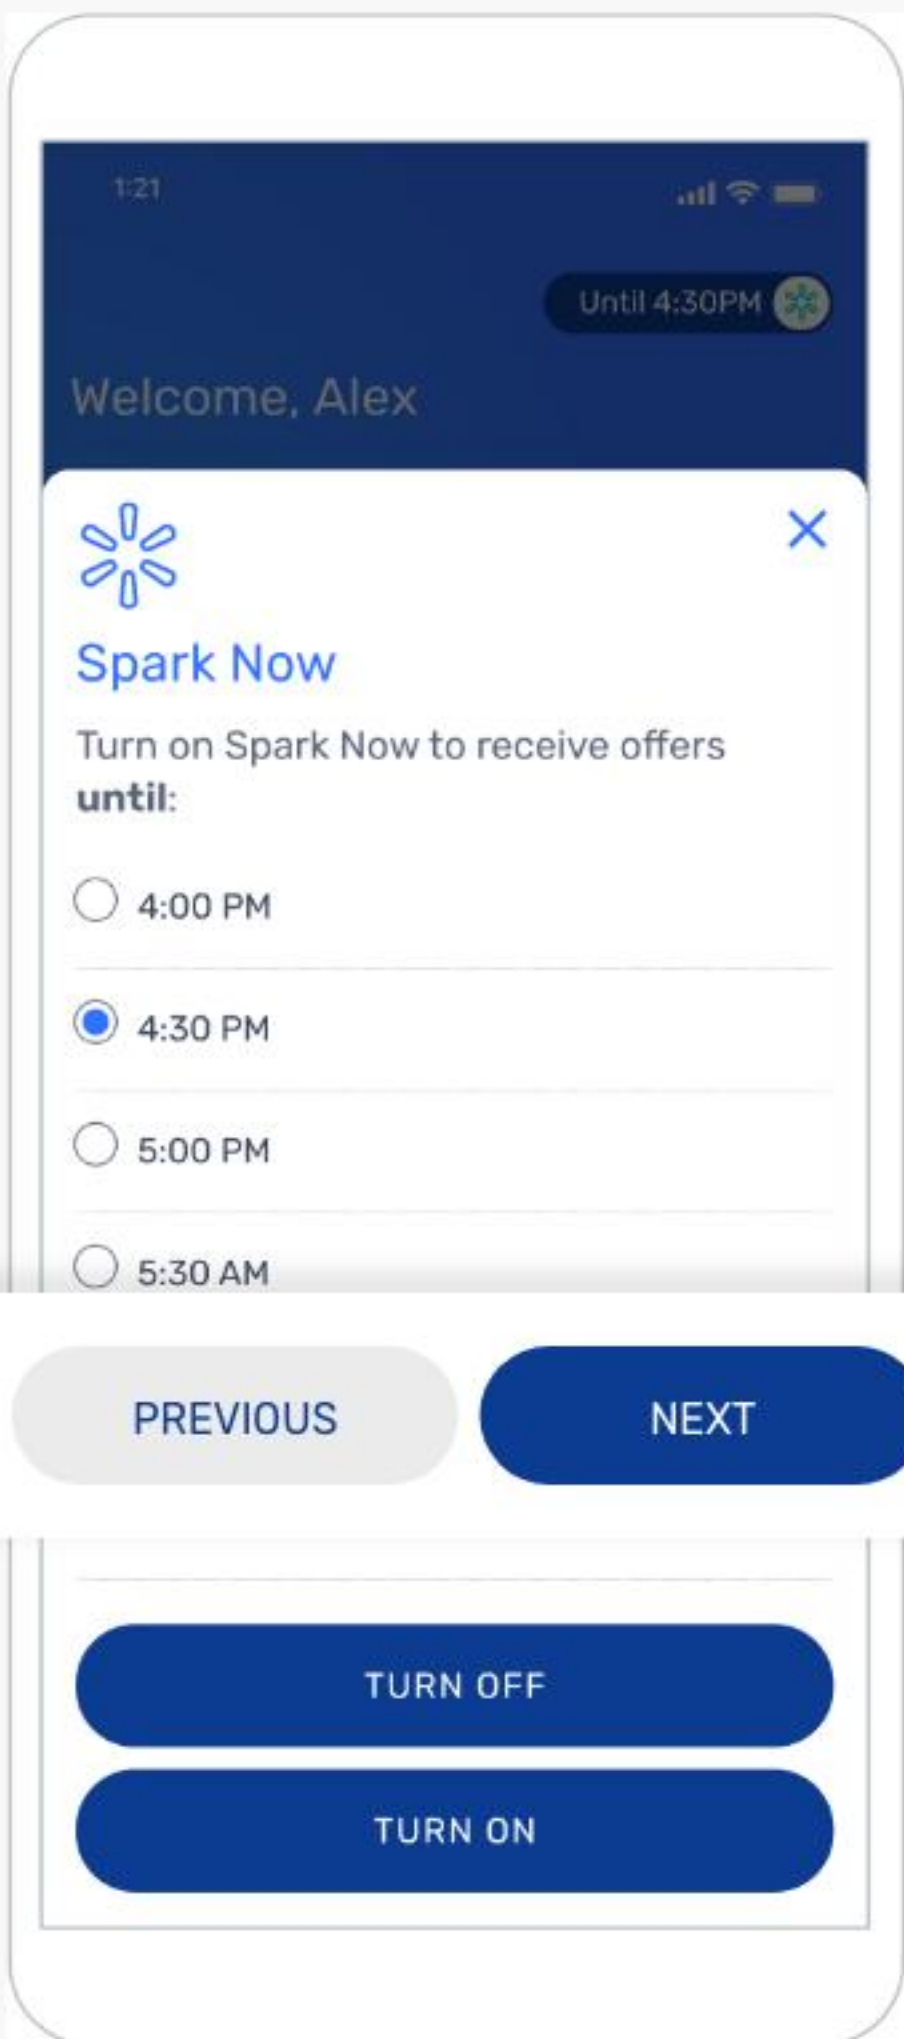 1:21
Until 4:30PM
Welcome, Alex
Spark Now
Turn on Spark Now to receive offers
until:
4:00 PM
4:30 PM
5:00 PM
5:30 AM
PREVIOUS
NEXT
TURN OFF
TURN ON